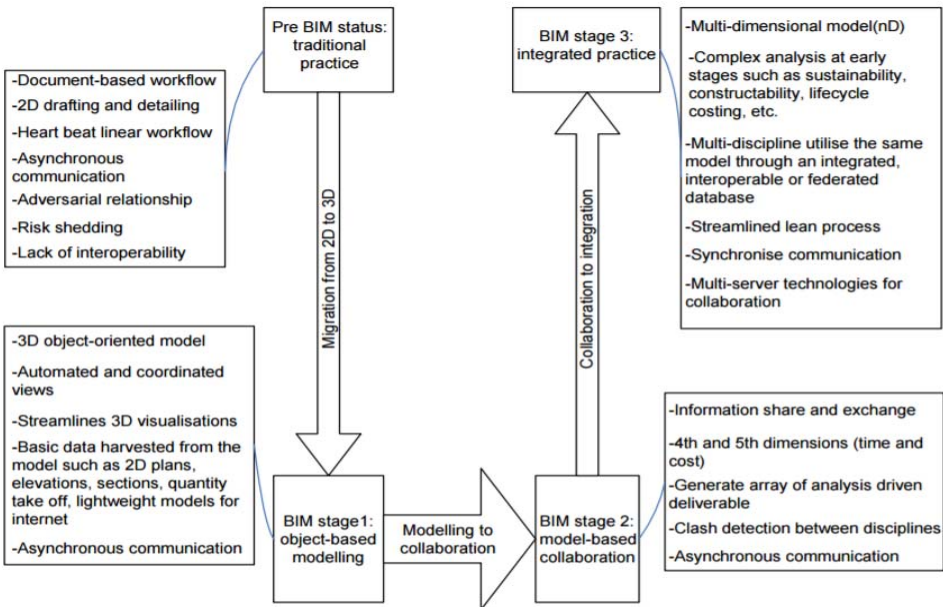 Pre BIM status:
traditional
practice
-Document-based workflow
-2D drafting and detailing
-Heart beat linear workflow
-Asynchronous
communication
-Adversarial relationship
-Risk shedding
-Lack of interoperability
Migration from 2D to 3D
-3D object-oriented model
-Automated and coordinated
views
-Streamlines 3D visualisations
-Basic data harvested from the
model such as 2D plans,
elevations, sections, quantity
take off, lightweight models for
internet
-Asynchronous communication
BIM stage1:
object-based
modelling
Modelling to
collaboration
BIM stage 2:
model-based
collaboration
-Information share and exchange
-4th and 5th dimensions (time and
cost)
-Generate array of analysis driven
deliverable
-Clash detection between disciplines
-Asynchronous communication
Collaboration to integration
BIM stage 3:
integrated practice
-Multi-dimensional model(nD)
-Complex analysis at early
stages such as sustainability,
constructability, lifecycle
costing, etc.
-Multi-discipline utilise the same
model through an integrated,
interoperable or federated
database
-Streamlined lean process
-Synchronise communication
-Multi-server technologies for
collaboration